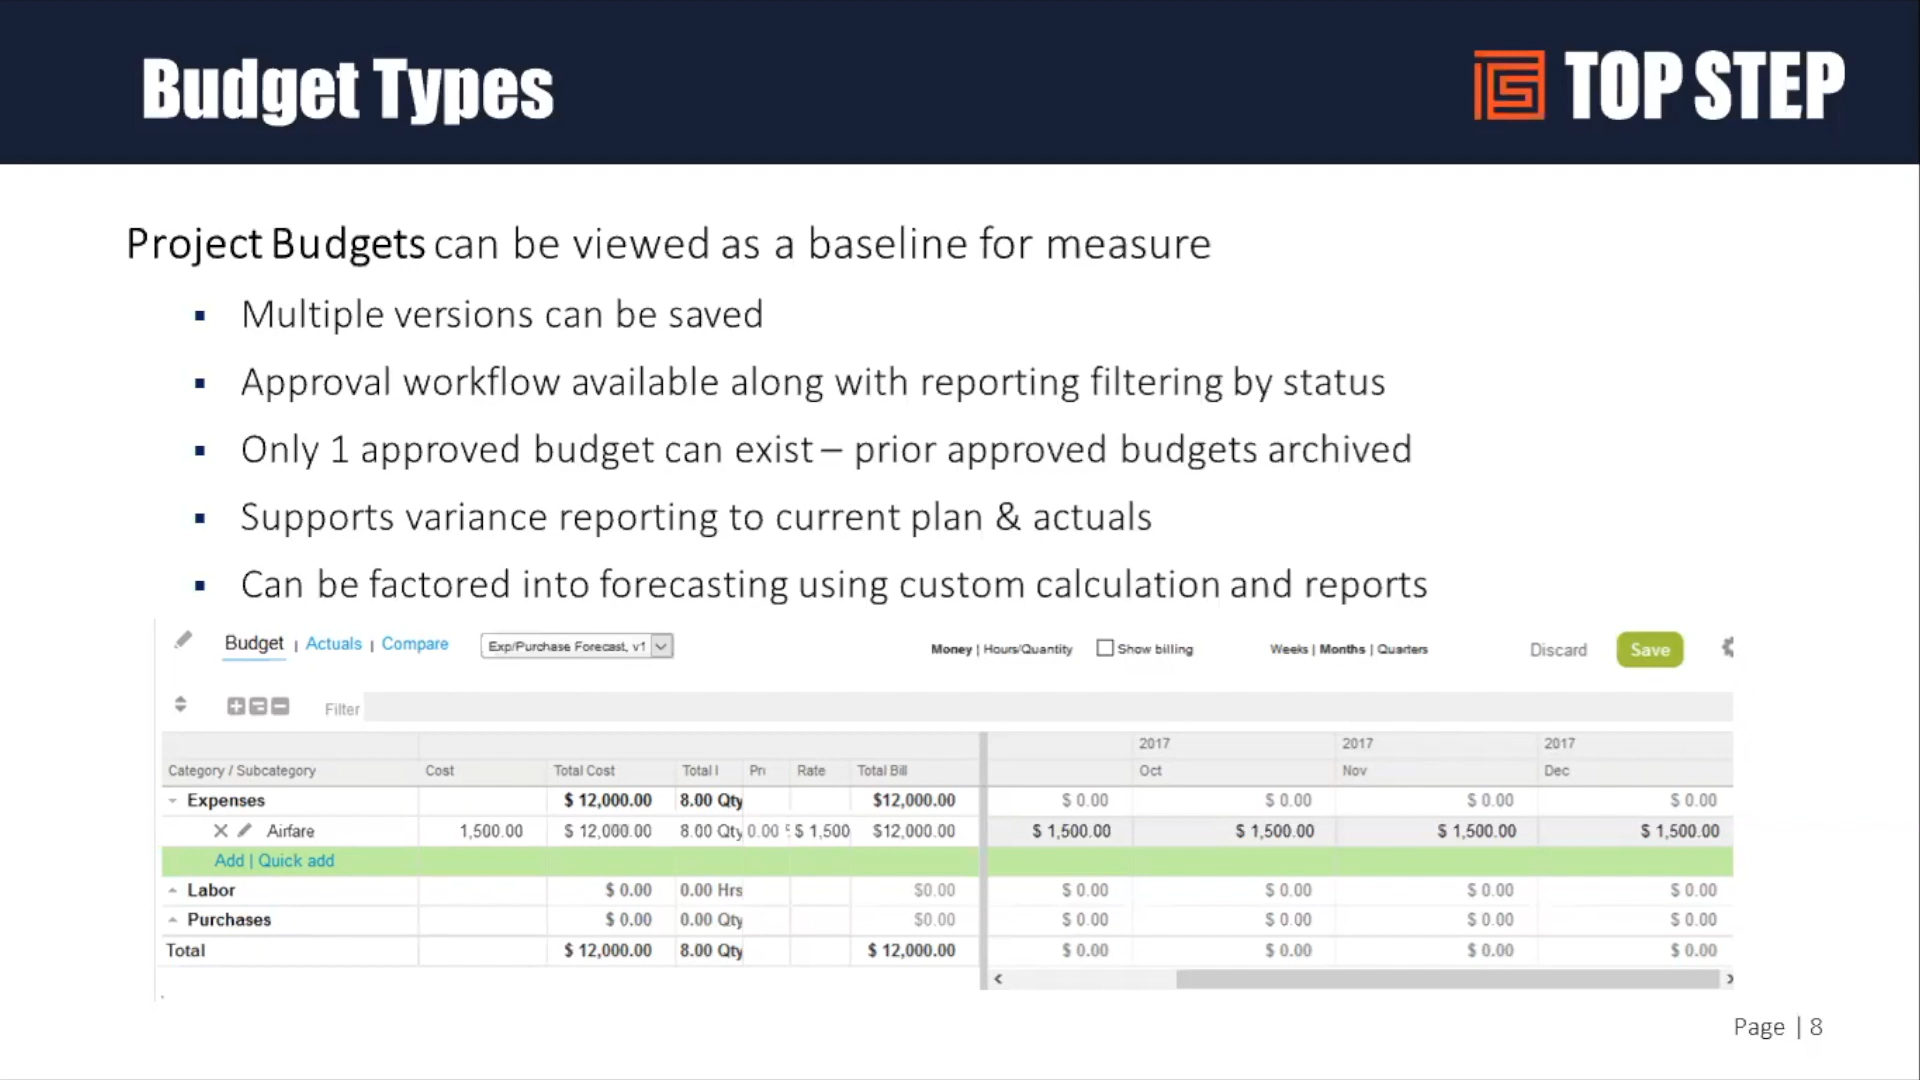 Budget Types
TOP STEP
Project Budgets can be viewed as a baseline for measure
▪ Multiple versions can be saved
▪ Approval workflow available along with reporting filtering by status
▪ Only 1 approved budget can exist – prior approved budgets archived
▪ Supports variance reporting to current plan & actuals
▪ Can be factored into forecasting using custom calculation and reports
Budget | Actuals | Compare Exp/Purchase Forecast, v1 Money | Hours/Quantity Show billing Weeks | Months | Quarters Discard Save
Filter
2017 2017 2017
Category / Subcategory Cost Total Cost Total Rate Total Bill Oct Nov Dec
Expenses $ 12,000.00 8.00 Qty $12,000.00 $ 0.00 $ 0.00 $ 0.00 $ 0.00
Airfare 1,500.00 $ 12,000.00 8.00 Qty 0.00 $ 1,500 $12,000.00 $ 1,500.00 $ 1,500.00 $ 1,500.00 $ 1,500.00
Add | Quick add
Labor $ 0.00 0.00 Hrs $0.00 $ 0.00 $ 0.00 $ 0.00 $ 0.00
Purchases $ 0.00 0.00 Qty $0.00 $ 0.00 $ 0.00 $ 0.00 $ 0.00
Total $ 12,000.00 8.00 Qty $ 12,000.00 $ 0.00 $ 0.00 $ 0.00 $ 0.00
Page | 8